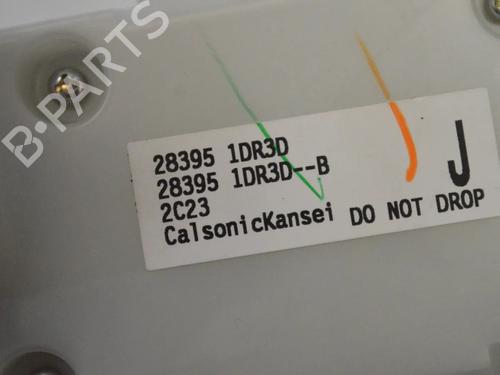 B-PARTS
28395 1DR3D
28395 1DR3D--B
2C23
CalsonicKansei DO NOT DROP
J